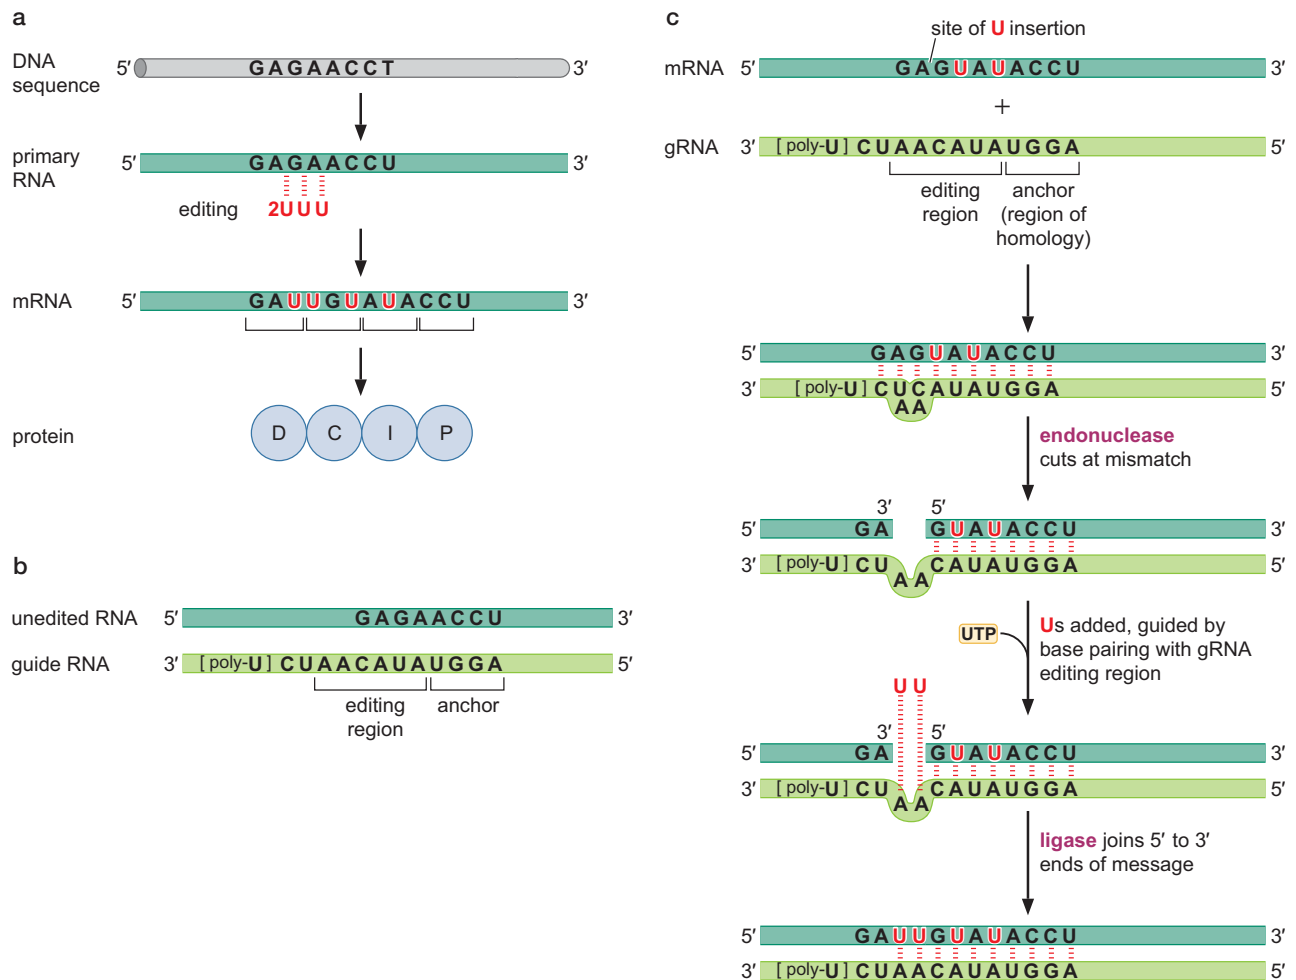 a
DNA
sequence
5′ GAGAACCT 3′
primary
RNA
5′ GAGAACCU 3′
editing 2UUU
mRNA 5′ GAUUGUAUACCU 3′
protein D C I P
b
unedited RNA 5′ GAGAACCU 3′
guide RNA 3′ [poly-U] CUAACAUAUGGA 5′
editing
region
anchor
c
site of U insertion
mRNA 5′ GAGUAUACCU 3′
+
gRNA 3′ [poly-U] CUAACAUAUGGA 5′
editing
region
anchor
(region of
homology)
5′ GAGUAUACCU 3′
3′ [poly-U] CUCAUAUGGA 5′
AA
endonuclease
cuts at mismatch
3′ 5′
5′ GA GUAUACCU 3′
3′ [poly-U] CU AA CAUAUGGA 5′
UTP
Us added, guided by
base pairing with gRNA
editing region
UU
3′ 5′
5′ GA GUAUACCU 3′
3′ [poly-U] CU AA CAUAUGGA 5′
ligase joins 5′ to 3′
ends of message
5′ GAUUGUAUACCU 3′
3′ [poly-U] CUAACAUAUGGA 5′